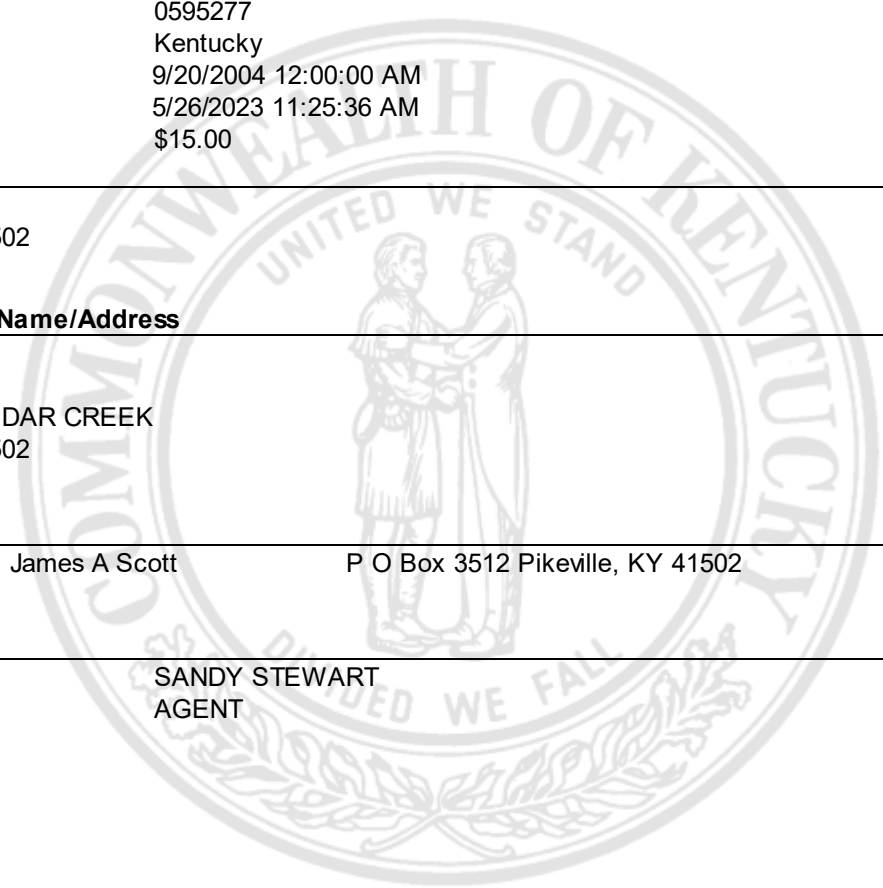 0595277
Kentucky
9/20/2004 12:00:00 AM
5/26/2023 11:25:36 AM
$15.00
502
Name/Address
DAR CREEK
502
James A Scott P O Box 3512 Pikeville, KY 41502
SANDY STEWART
AGENT
COMMONWEALTH OF KENTUCKY
UNITED WE STAND
DIVIDED WE FALL